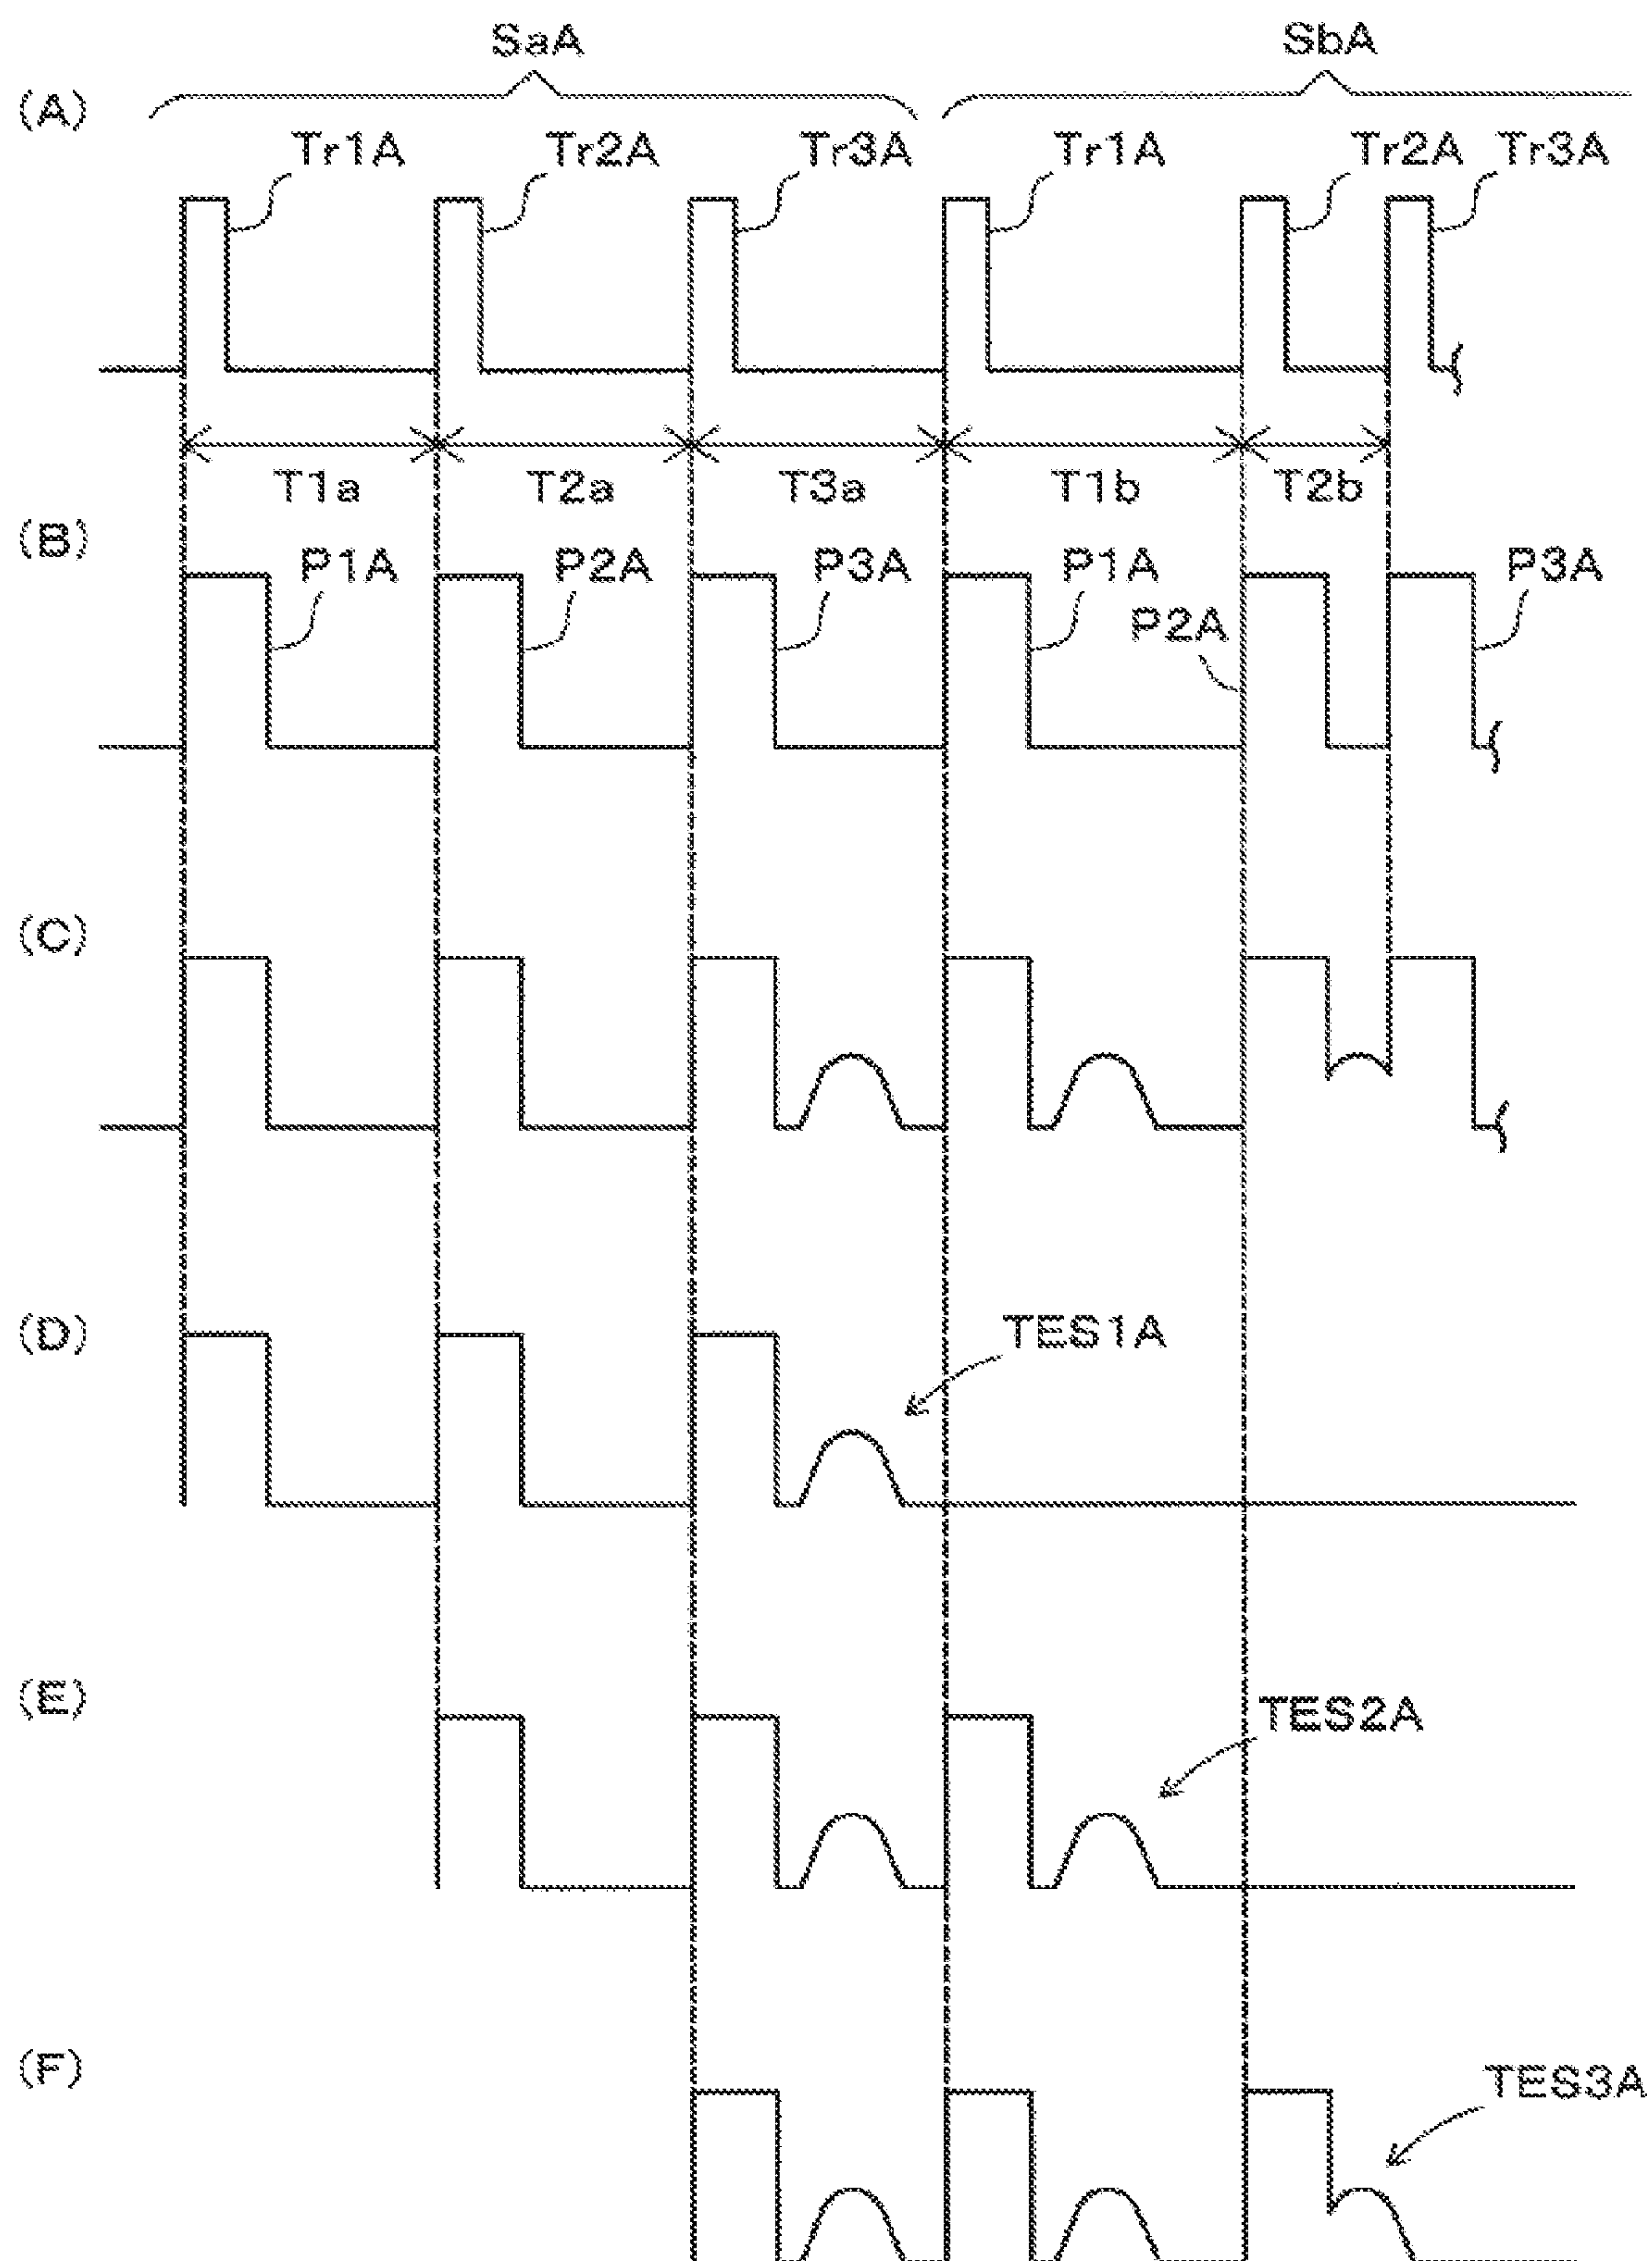 SaA SbA
(A)
Tr1A Tr2A Tr3A Tr1A Tr2A Tr3A
T1a T2a T3a T1b T2b
(B)
P1A P2A P3A P1A P2A P3A
(C)
(D)
TES1A
(E)
TES2A
(F)
TES3A